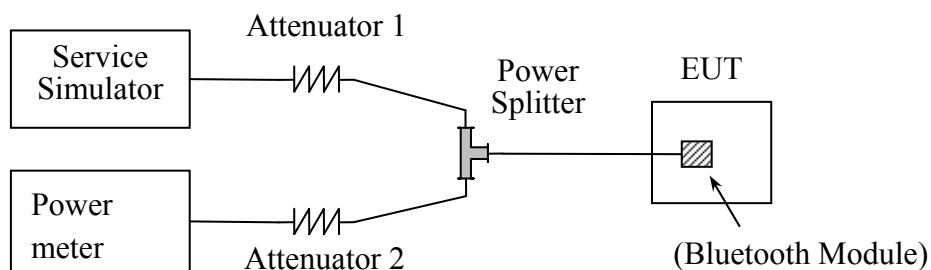 Attenuator 1
Service
Simulator
Power
Splitter
EUT
Power
meter
Attenuator 2
(Bluetooth Module)